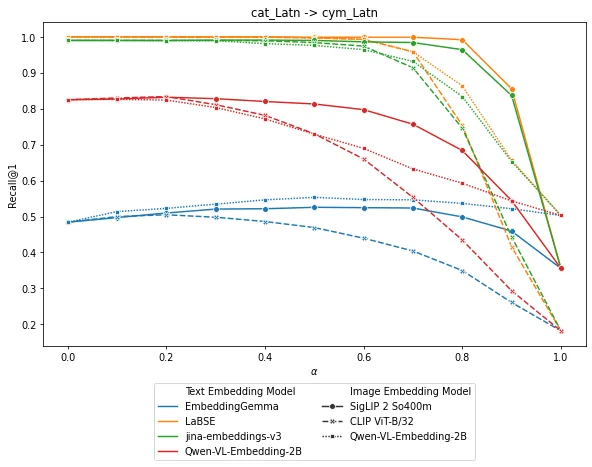 cat_Latn -> cym_Latn
1.0
0.9
0.8
0.7
0.6
0.5
0.4
0.3
0.2
Recall@1
0.0 0.2 0.4 0.6 0.8 1.0
α
Text Embedding Model Image Embedding Model
EmbeddingGemma SigLIP 2 So400m
LaBSE CLIP ViT-B/32
jina-embeddings-v3 Qwen-VL-Embedding-2B
Qwen-VL-Embedding-2B